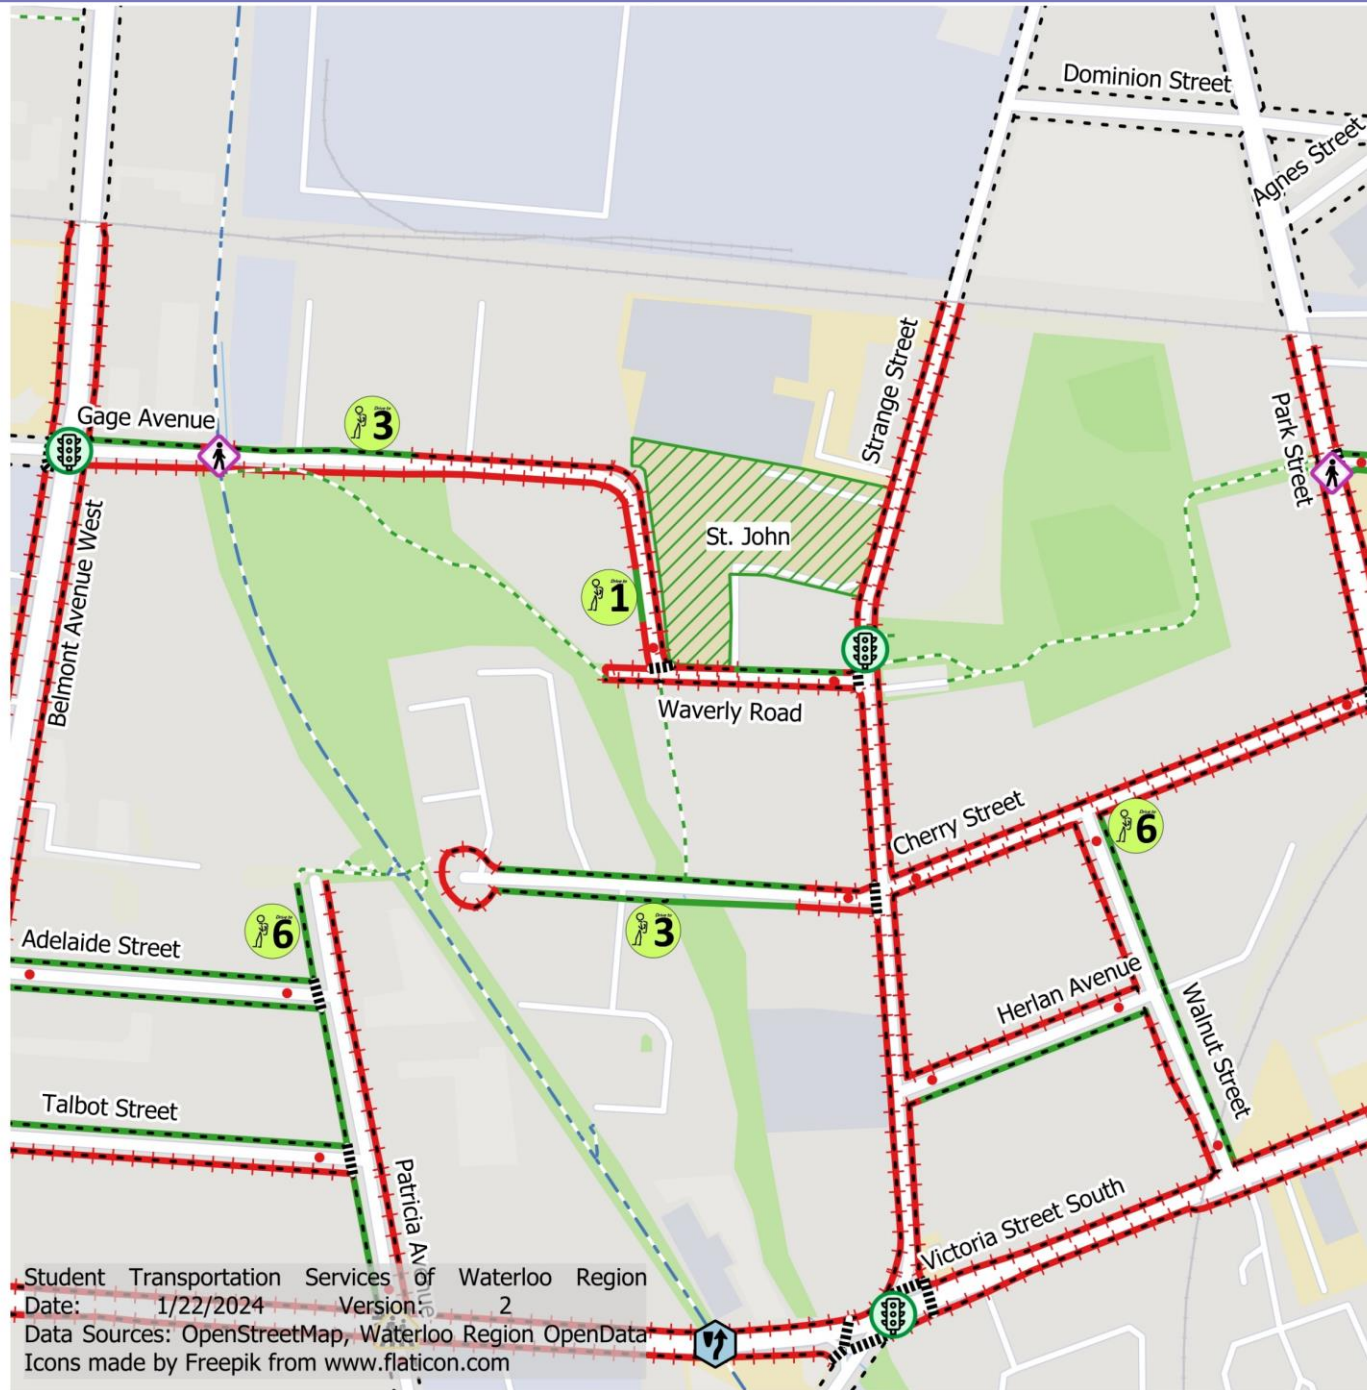 Dominion Street
Agnes Street
Strange Street
Gage Avenue
3
Park Street
Belmont Avenue West
St. John
1
Waverly Road
Cherry Street
6
Adelaide Street
6
3
Herlan Avenue
Walnut Street
Talbot Street
Patricia Avenue
Victoria Street South
Student Transportation Services of Waterloo Region
Date: 1/22/2024 Version: 2
Data Sources: OpenStreetMap, Waterloo Region OpenData
Icons made by Freepik from www.flaticon.com